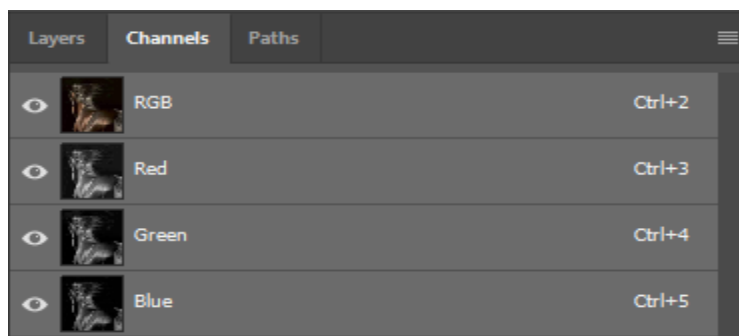 Layers Channels Paths
RGB Ctrl+2
Red Ctrl+3
Green Ctrl+4
Blue Ctrl+5